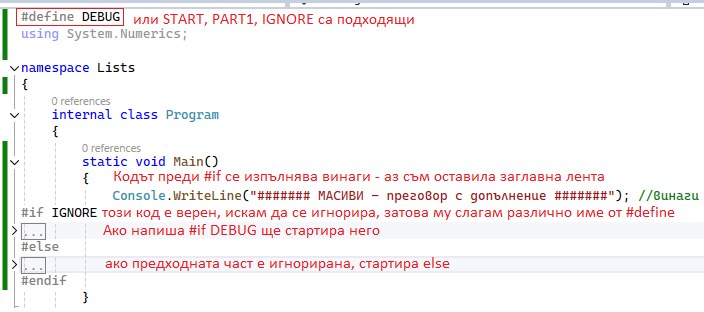 #define DEBUG или START, PART1, IGNORE са подходящи
using System.Numerics;
namespace Lists
{
0 references
internal class Program
{
0 references
static void Main()
{ Кодът преди #if се изпълнява винаги - аз съм оставила заглавна лента
Console.WriteLine("####### МАСИВИ – преговор с допълнение #######"); //винаги
#if IGNORE този код е верен, искам да се игнорира, затова му слагам различно име от #define
... Ако напиша #if DEBUG ще стартира него
#else
... ако предходната част е игнорирана, стартира else
#endif
}